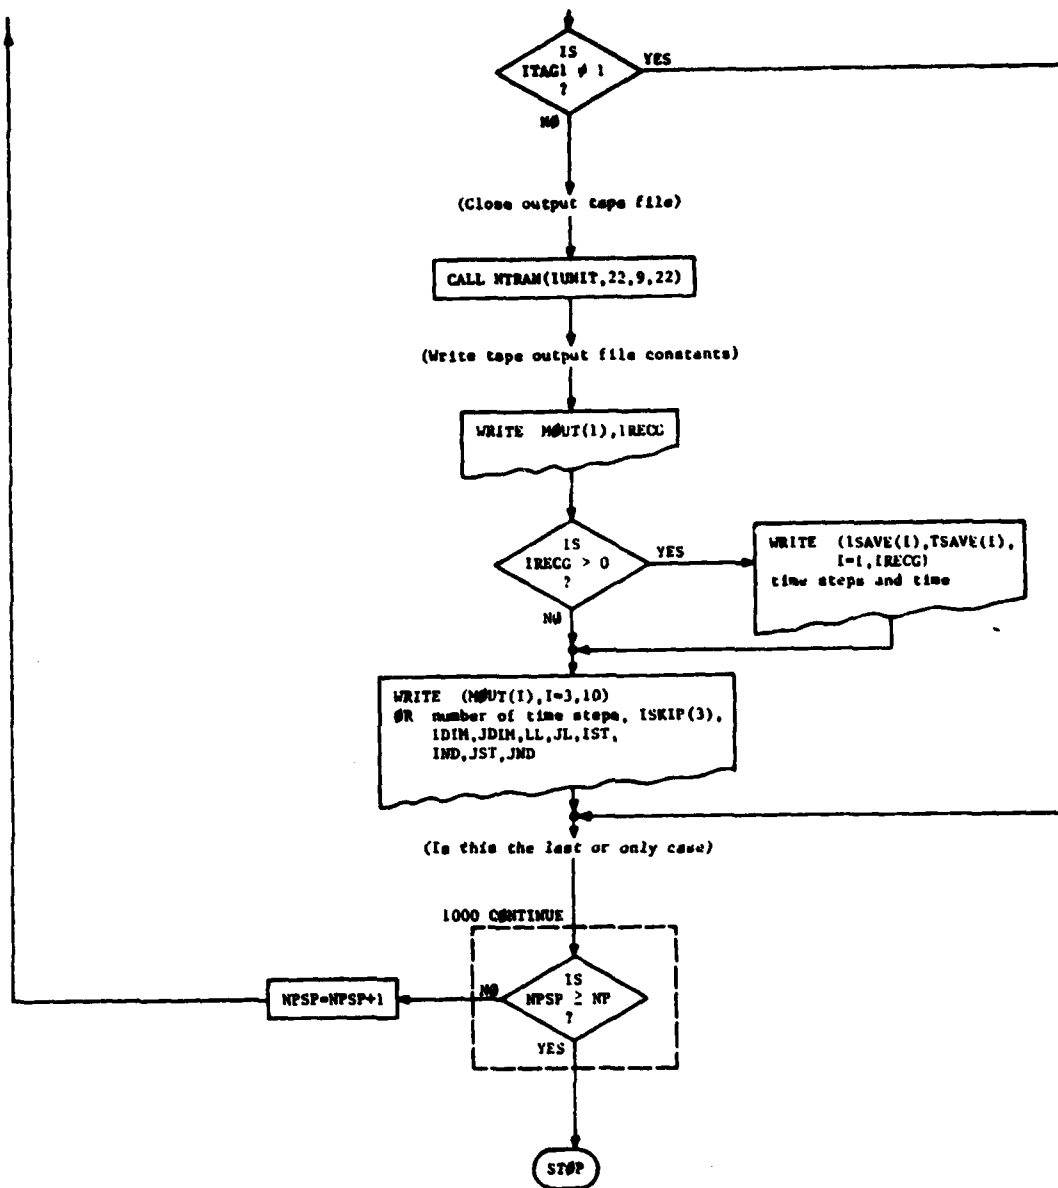 IS
ITAG1 ≠ 1
?
YES
NØ
(Close output tape file)
CALL NTRAN(IUNIT,22,9,22)
(Write tape output file constants)
WRITE MØUT(1),IRECG
IS
IRECG > 0
?
YES
NØ
WRITE (ISAVE(I),TSAVE(I),
I=1,IRECG)
time steps and time
WRITE (MØUT(I),I=3,10)
ØR number of time steps, ISKIP(3),
IDIM,JDIM,LL,JL,IST,
IND,JST,JND
(Is this the last or only case)
1000 CØNTINUE
IS
NPSP ≥ NP
?
NØ
NPSP=NPSP+1
YES
STØP